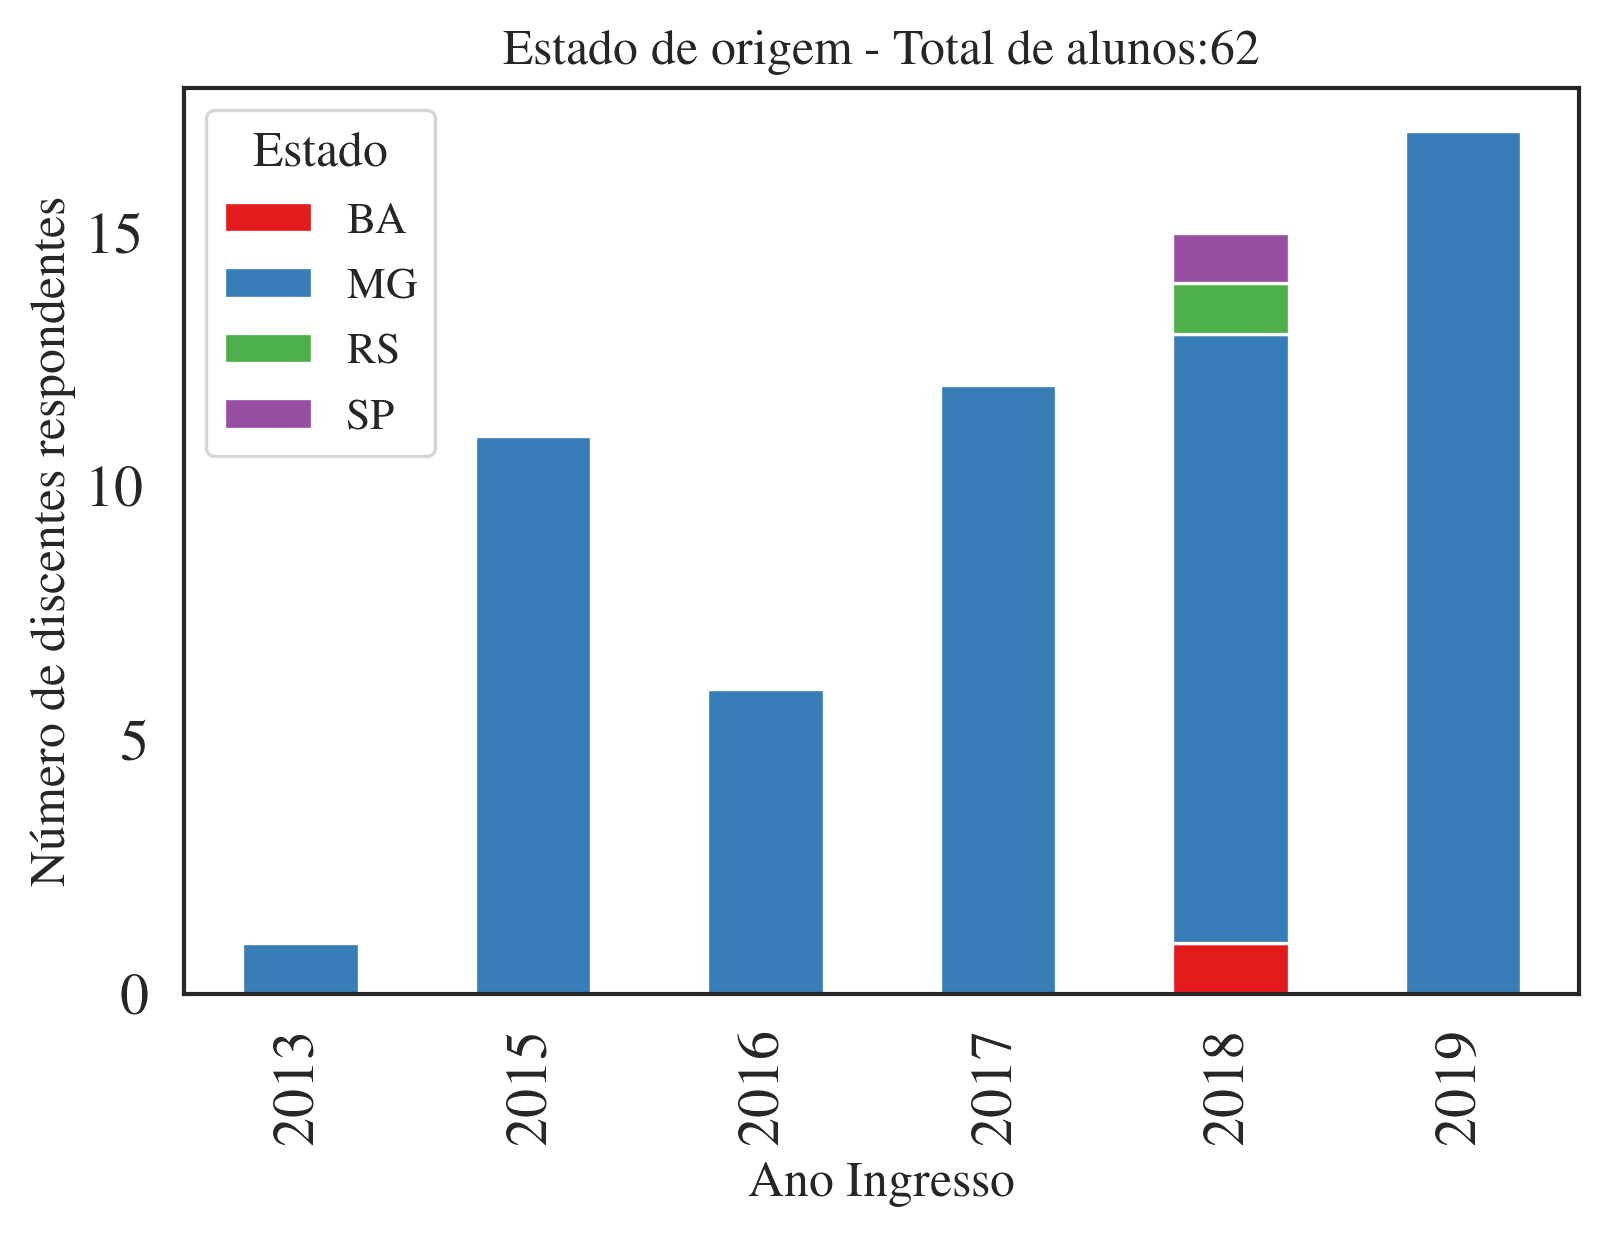 Estado de origem - Total de alunos:62
Estado
BA
MG
RS
SP
Número de discentes respondentes
15
10
5
0
2013
2015
2016
2017
2018
2019
Ano Ingresso